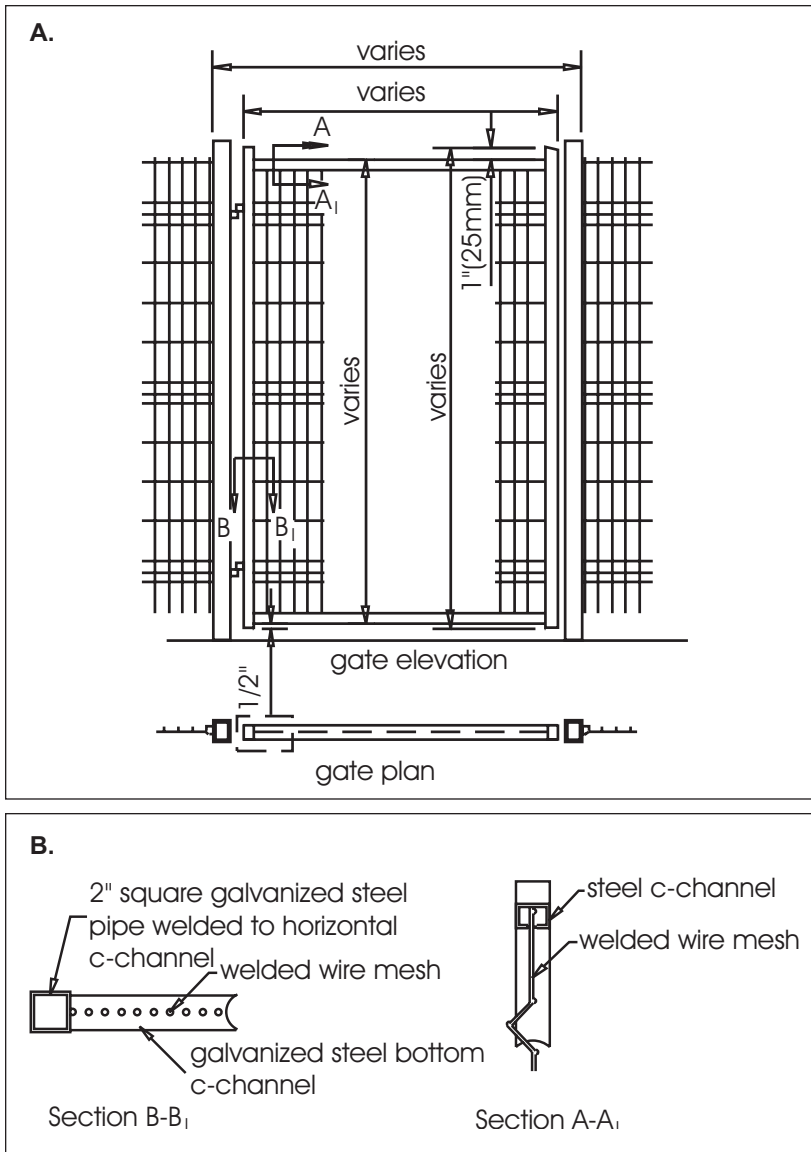 A.
varies
varies
A
A₁
1"(25mm)
varies
varies
B
B₁
gate elevation
1/2"
gate plan
B.
2" square galvanized steel
pipe welded to horizontal
c-channel
welded wire mesh
galvanized steel bottom
c-channel
Section B-B₁
steel c-channel
welded wire mesh
Section A-A₁